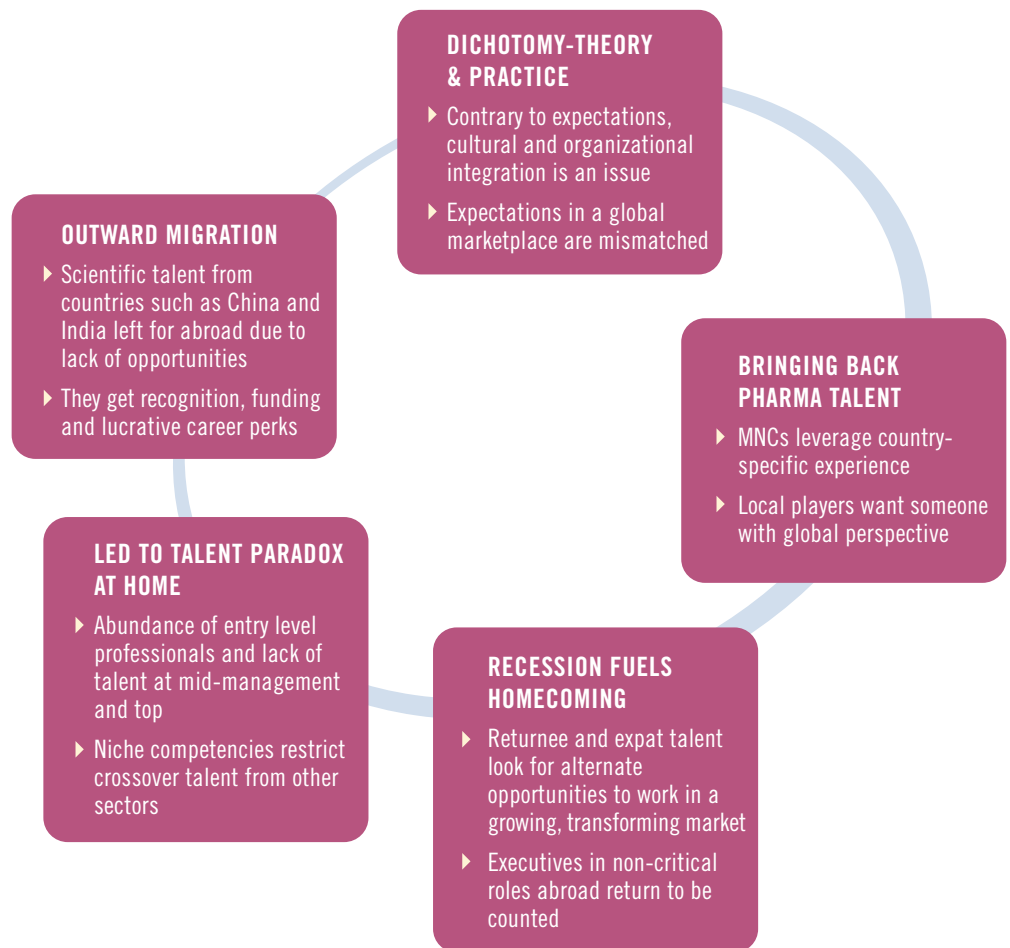 DICHOTOMY-THEORY
& PRACTICE
Contrary to expectations,
cultural and organizational
integration is an issue
Expectations in a global
marketplace are mismatched
OUTWARD MIGRATION
Scientific talent from
countries such as China and
India left for abroad due to
lack of opportunities
They get recognition, funding
and lucrative career perks
BRINGING BACK
PHARMA TALENT
MNCs leverage country-
specific experience
Local players want someone
with global perspective
LED TO TALENT PARADOX
AT HOME
Abundance of entry level
professionals and lack of
talent at mid-management
and top
Niche competencies restrict
crossover talent from other
sectors
RECESSION FUELS
HOMECOMING
Returnee and expat talent
look for alternate
opportunities to work in a
growing, transforming market
Executives in non-critical
roles abroad return to be
counted